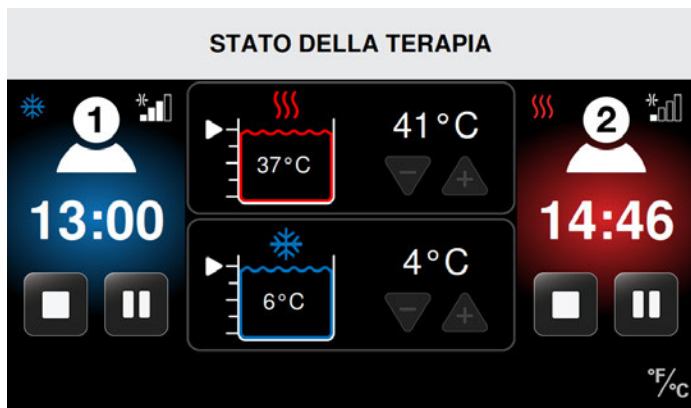 STATO DELLA TERAPIA
1
13:00
41°C
37°C
4°C
6°C
2
14:46
°F/°C